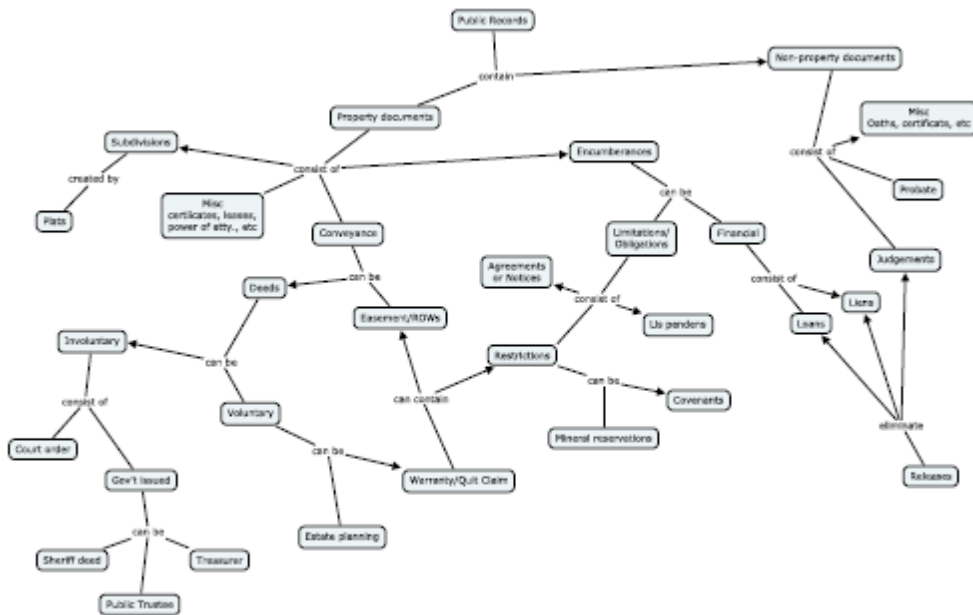 Public Records
contain
Non-property documents
Property documents
Misc
Oaths, certificate, etc
Subdivisions
consist of
Encumberances
consist of
created by
can be
Probate
Plats
Misc
certificates, leases,
power of atty., etc
Conveyance
Limitations/
Obligations
Financial
Judgements
Agreements
or Notices
can be
consist of
Deeds
consist of
Liens
Easement/ROWs
Lis pendens
Loans
Involuntary
can be
Restrictions
can be
consist of
can contain
Covenants
Voluntary
eliminate
Mineral reservations
Court order
can be
Gov't issued
Warranty/Quit Claim
Releases
can be
Estate planning
Sheriff deed
Treasurer
Public Trustee